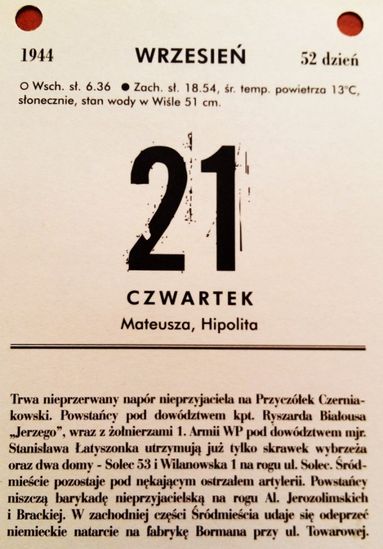 1944 WRZESIEŃ 52 dzień
O Wsch. sł. 6.36 ● Zach. sł. 18.54, śr. temp. powietrza 13°C,
słonecznie, stan wody w Wiśle 51 cm.
21
CZWARTEK
Mateusza, Hipolita
Trwa nieprzerwany napór nieprzyjaciela na Przyczółek Czernia-
kowski. Powstańcy pod dowództwem kpt. Ryszarda Białousa
„Jerzego”, wraz z żołnierzami 1. Armii WP pod dowództwem mjr.
Stanisława Łatyszonka utrzymują już tylko skrawek wybrzeża
oraz dwa domy - Solec 53 i Wilanowska 1 na rogu ul. Solec. Śród-
mieście pozostaje pod nękającym ostrzałem artylerii. Powstańcy
niszczą barykadę nieprzyjacielską na rogu Al. Jerozolimskich
i Brackiej. W zachodniej części Śródmieścia udaje się odeprzeć
niemieckie natarcie na fabrykę Bormana przy ul. Towarowej.